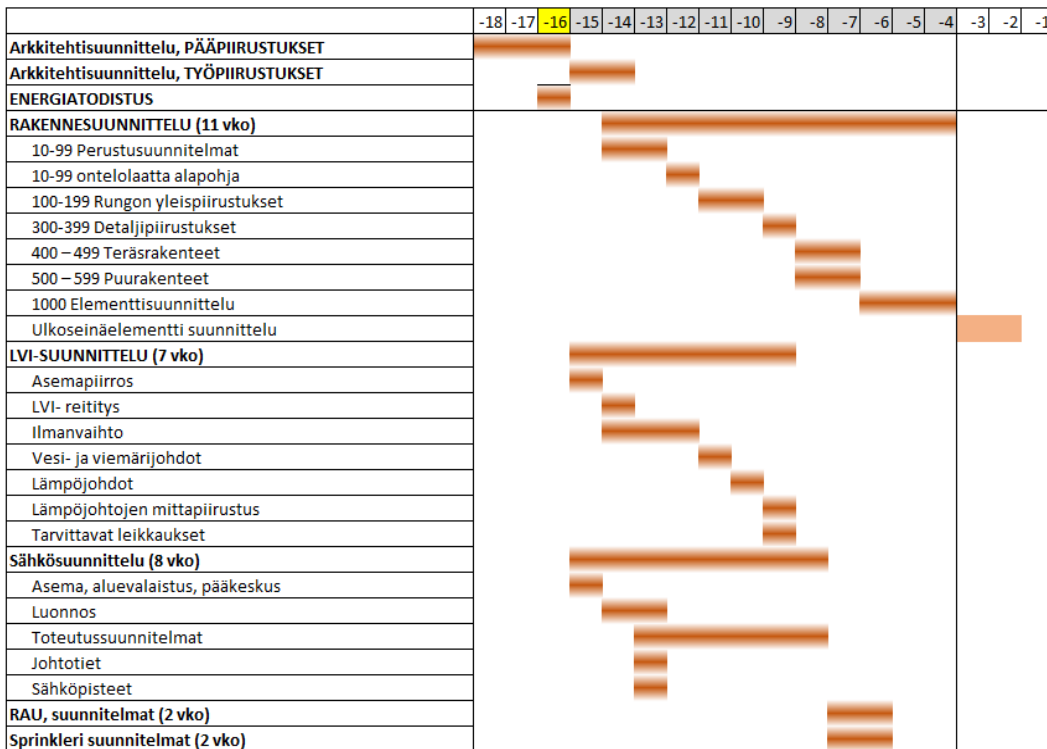 -18 -17 -16 -15 -14 -13 -12 -11 -10 -9 -8 -7 -6 -5 -4 -3 -2 -1
Arkkitehtisuunnittelu, PÄÄPIIRUSTUKSET
Arkkitehtisuunnittelu, TYÖPIIRUSTUKSET
ENERGIATODISTUS
RAKENNESUUNNITTELU (11 vko)
10-99 Perustusuunnitelmat
10-99 ontelolaatta alapohja
100-199 Rungon yleispiirustukset
300-399 Detaljipiirustukset
400 – 499 Teräsrakenteet
500 – 599 Puurakenteet
1000 Elementtisuunnittelu
Ulkoseinäelementti suunnittelu
LVI-SUUNNITTELU (7 vko)
Asemapiirros
LVI- reititys
Ilmanvaihto
Vesi- ja viemärijohdot
Lämpöjohdot
Lämpöjohtojen mittapiirustus
Tarvittavat leikkaukset
Sähkösuunnittelu (8 vko)
Asema, aluevalaistus, pääkeskus
Luonnos
Toteutussuunnitelmat
Johtotiet
Sähköpisteet
RAU, suunnitelmat (2 vko)
Sprinkleri suunnitelmat (2 vko)